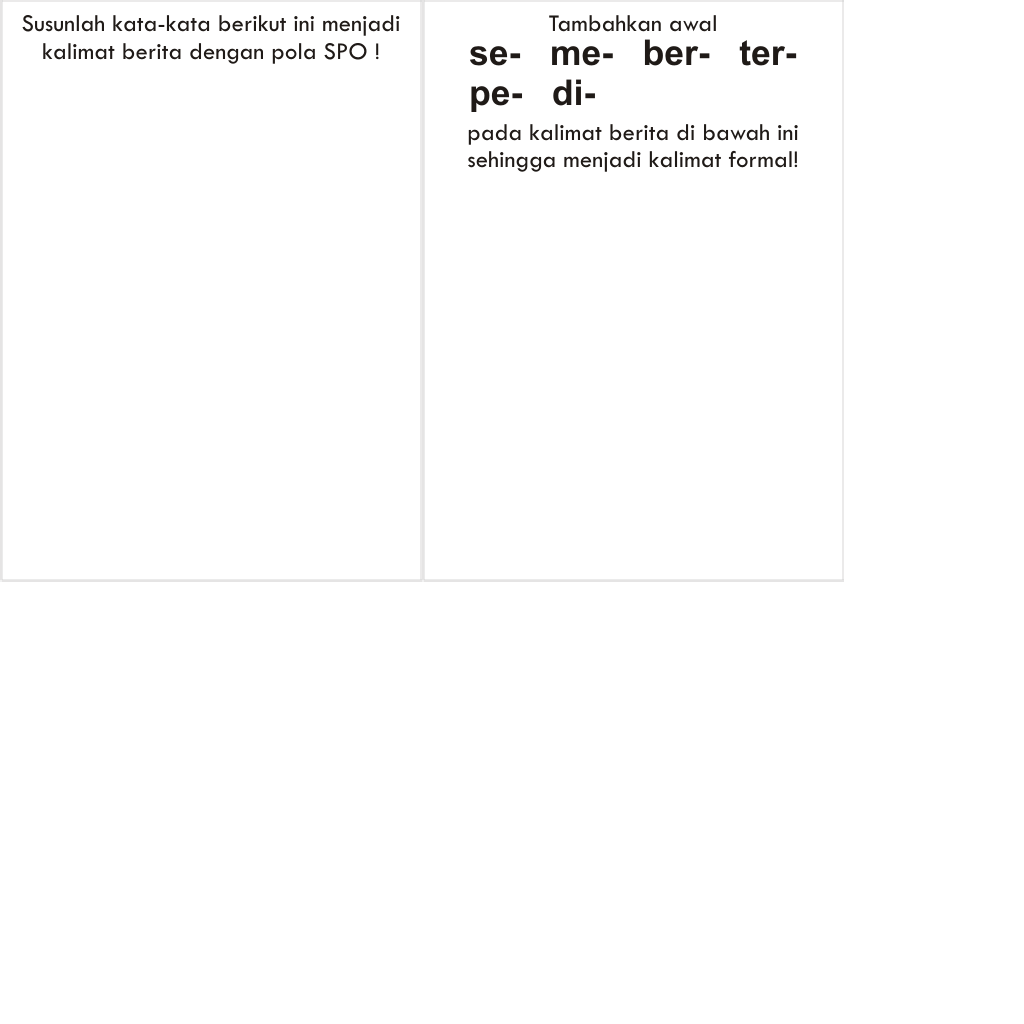 Susunlah kata-kata berikut ini menjadi
kalimat berita dengan pola SPO !
Tambahkan awal
se- me- ber- ter-
pe- di-
pada kalimat berita di bawah ini
sehingga menjadi kalimat formal!